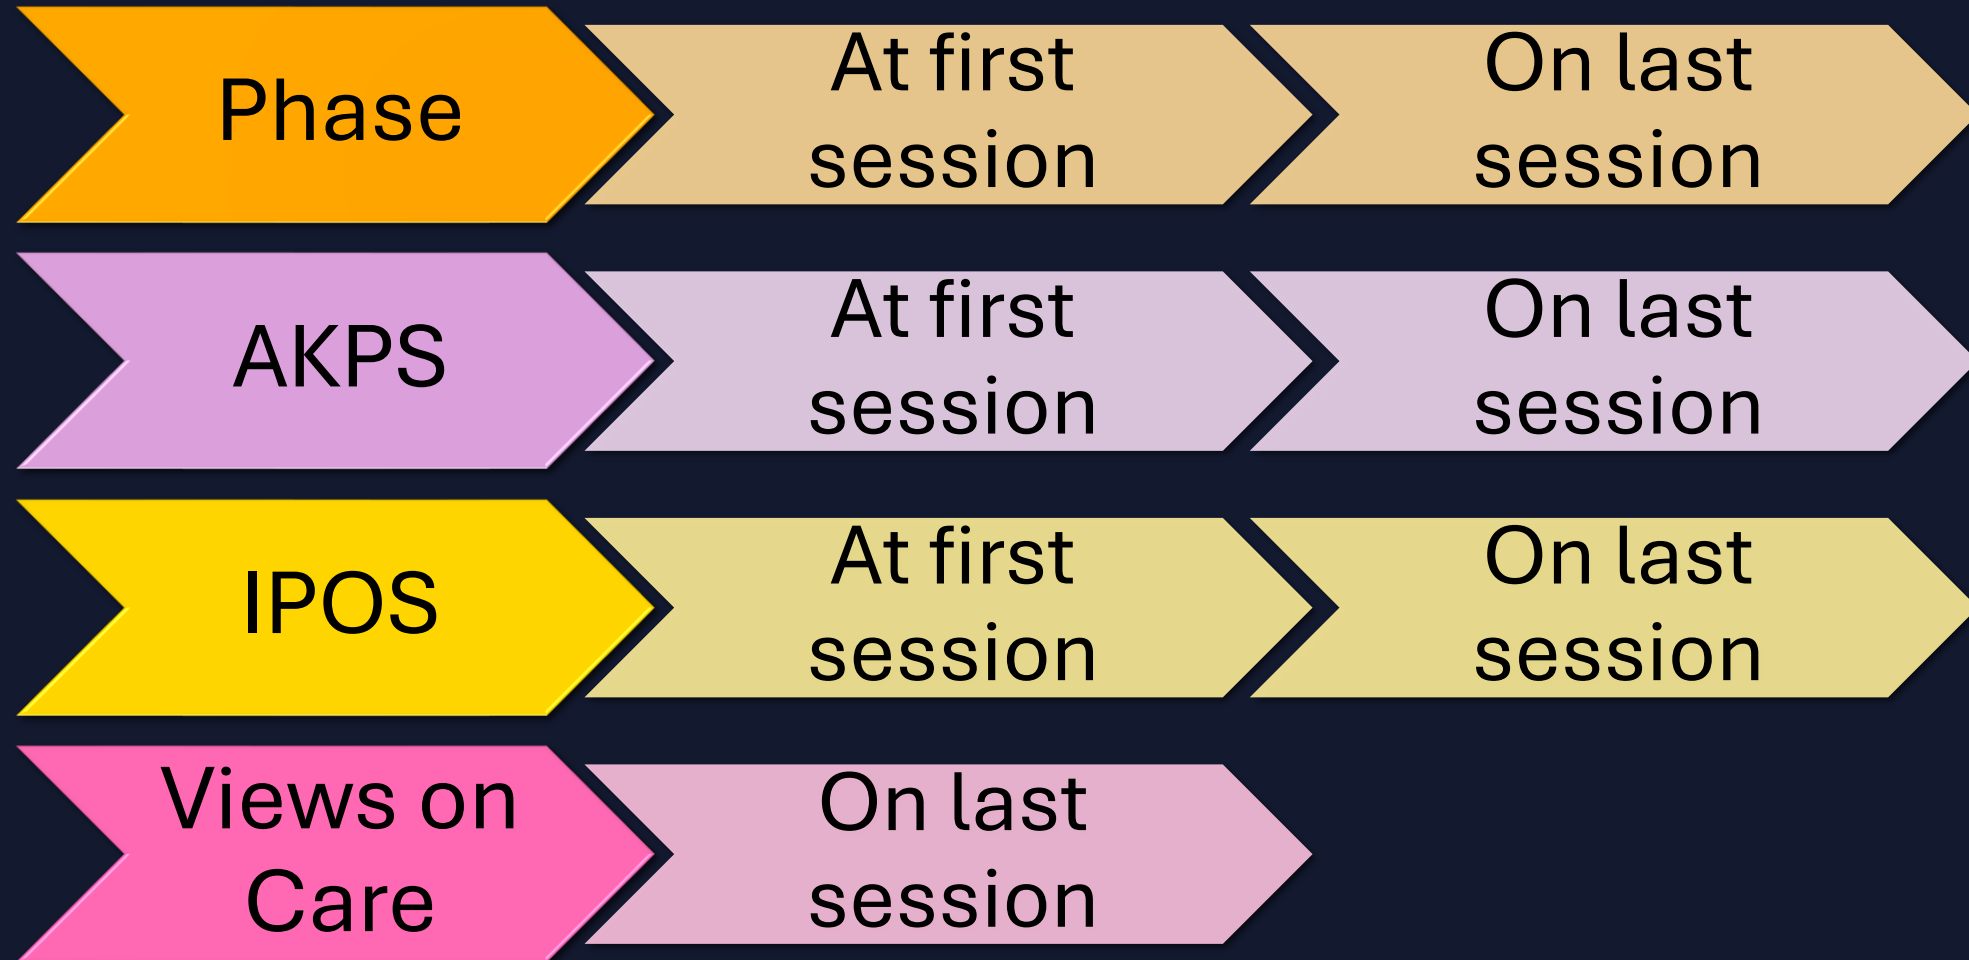 Phase
At first
session
On last
session
AKPS
At first
session
On last
session
IPOS
At first
session
On last
session
Views on
Care
On last
session